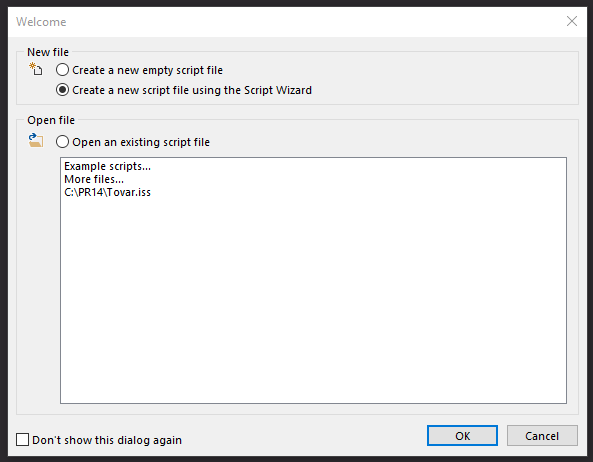 Welcome
New file
Create a new empty script file
Create a new script file using the Script Wizard
Open file
Open an existing script file
Example scripts...
More files...
C:\PR14\Tovar.iss
Don't show this dialog again
OK
Cancel